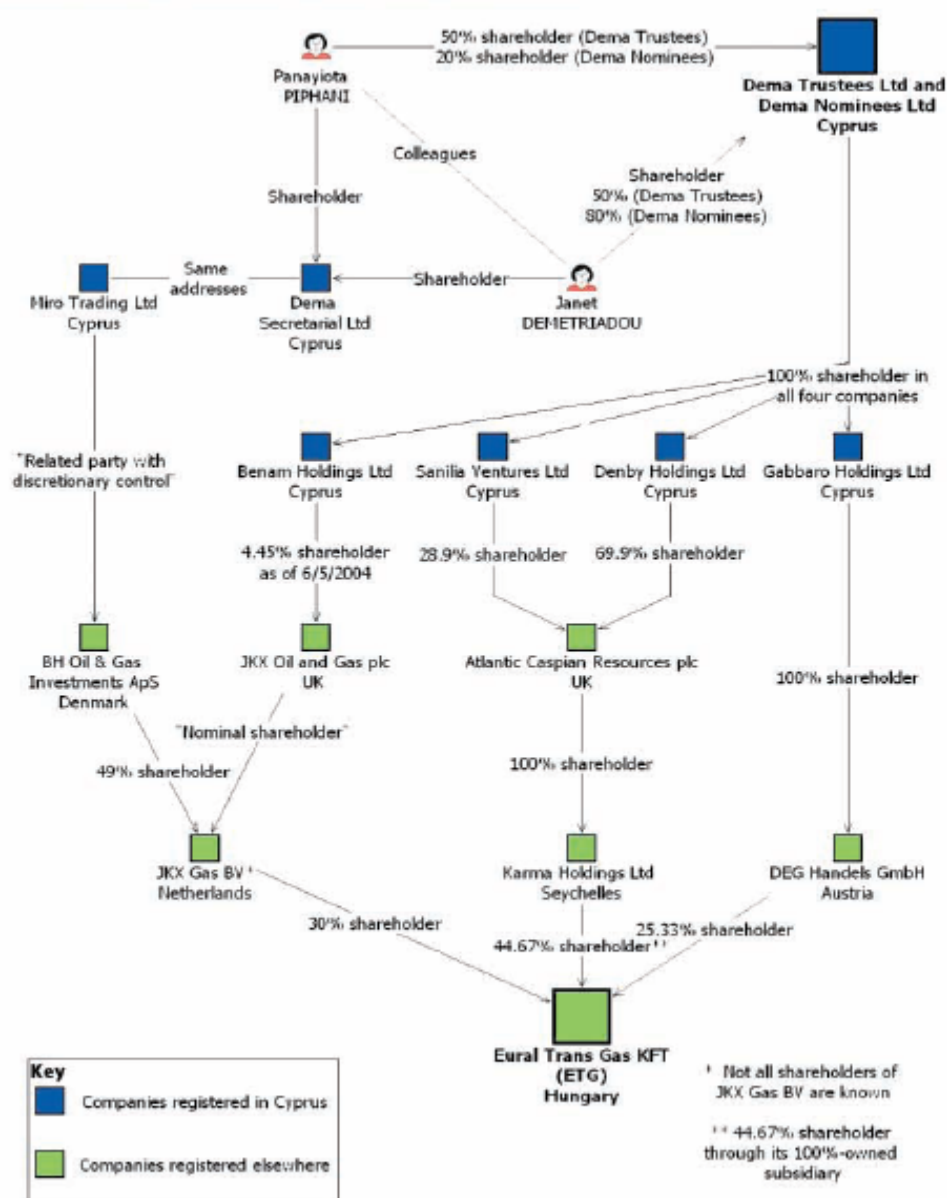 50% shareholder (Dema Trustees)
20% shareholder (Dema Nominees)
Panayiota
PIPHANI
Dema Trustees Ltd and
Dema Nominees Ltd
Cyprus
Colleagues
Shareholder
Shareholder
50% (Dema Trustees)
80% (Dema Nominees)
Same
addresses
Shareholder
Miro Trading Ltd
Cyprus
Dema
Secretarial Ltd
Cyprus
Janet
DEMETRIADOU
100% shareholder in
all four companies
"Related party with
discretionary control"
Benam Holdings Ltd
Cyprus
Sanilia Ventures Ltd
Cyprus
Denby Holdings Ltd
Cyprus
Gabbaro Holdings Ltd
Cyprus
4.45% shareholder
as of 6/5/2004
28.9% shareholder
69.9% shareholder
BH Oil & Gas
Investments ApS
Denmark
JKX Oil and Gas plc
UK
Atlantic Caspian Resources plc
UK
100% shareholder
"Nominal shareholder"
49% shareholder
100% shareholder
JKX Gas BV *
Netherlands
Karma Holdings Ltd
Seychelles
DEG Handels GmbH
Austria
30% shareholder
44.67% shareholder**
25.33% shareholder
Eural Trans Gas KFT
(ETG)
Hungary
Key
Companies registered in Cyprus
Companies registered elsewhere
* Not all shareholders of
JKX Gas BV are known
** 44.67% shareholder
through its 100%-owned
subsidiary